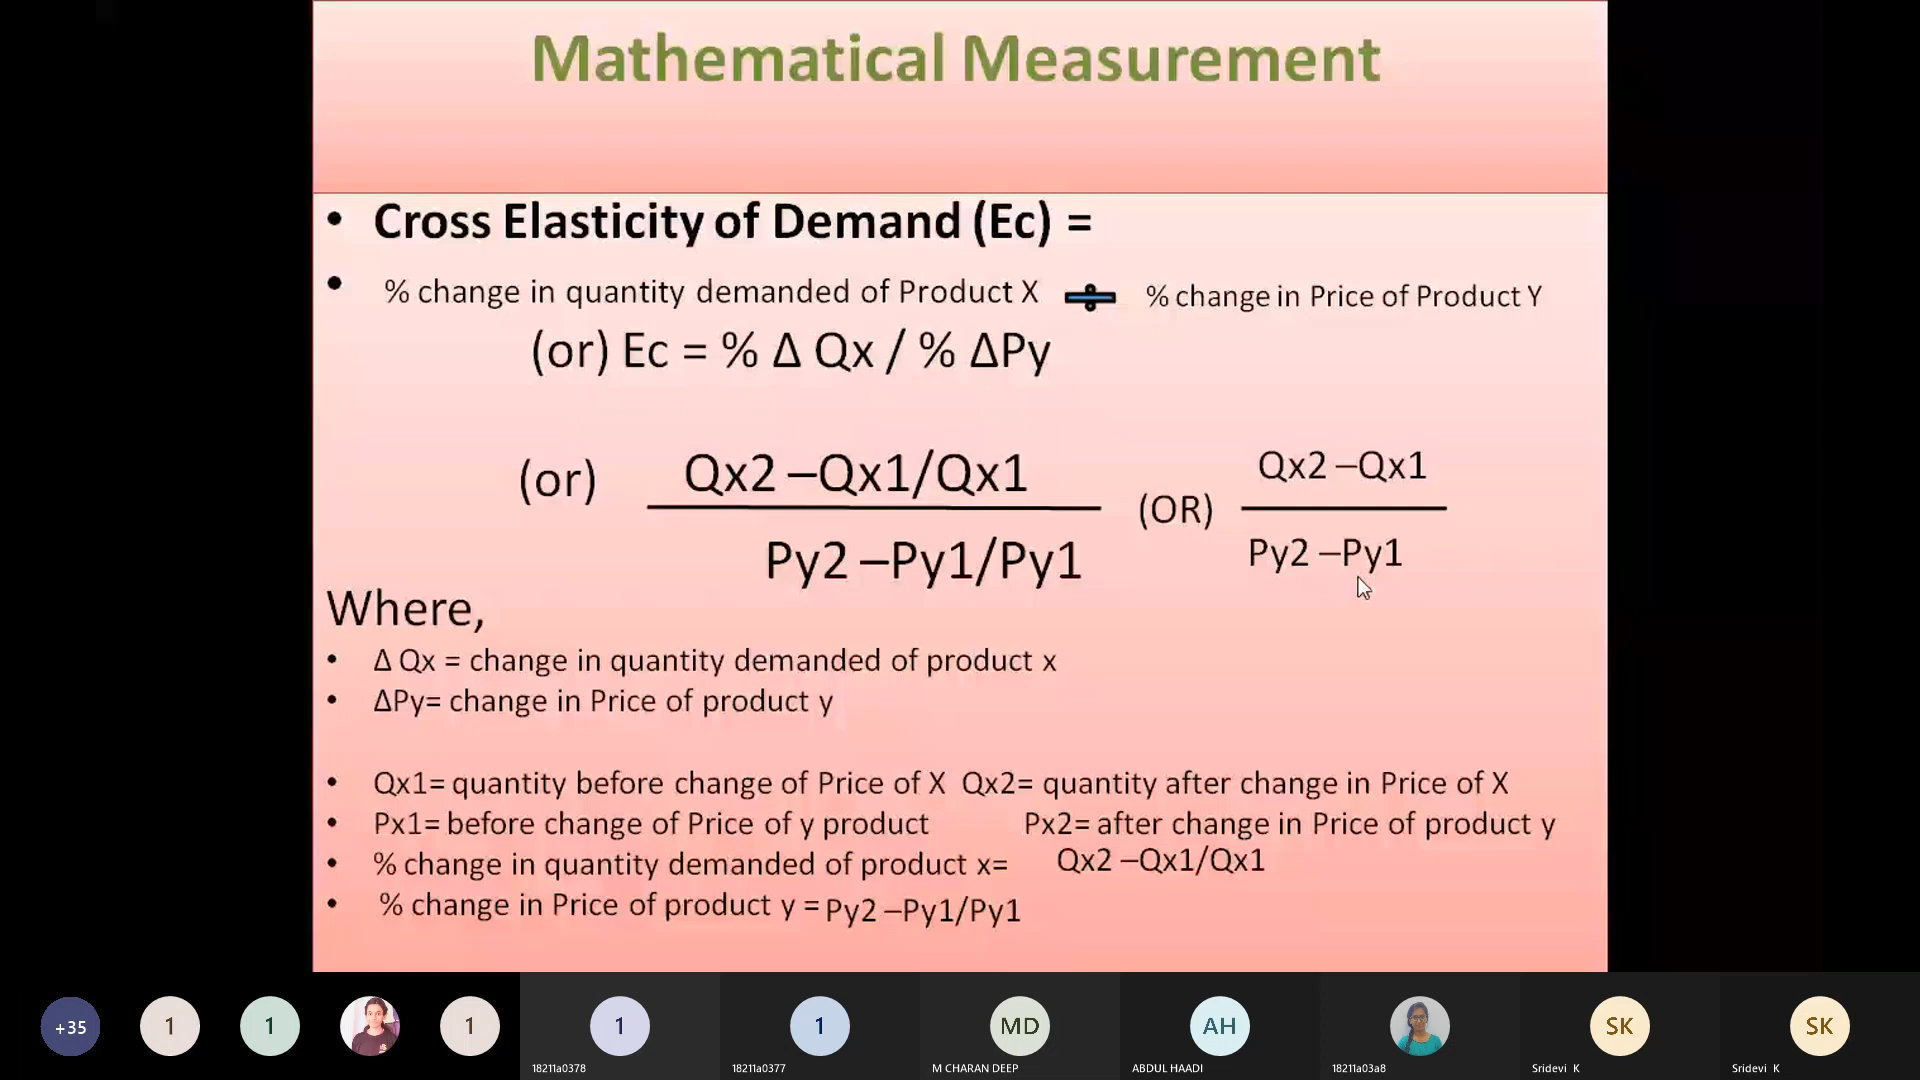 Mathematical Measurement
• Cross Elasticity of Demand (Ec) =
• % change in quantity demanded of Product X ÷ % change in Price of Product Y
(or) Ec = % Δ Qx / % ΔPy
(or) Qx2 –Qx1/Qx1 (OR) Qx2 –Qx1
Py2 –Py1/Py1 Py2 –Py1
Where,
• Δ Qx = change in quantity demanded of product x
• ΔPy= change in Price of product y
• Qx1= quantity before change of Price of X Qx2= quantity after change in Price of X
• Px1= before change of Price of y product Px2= after change in Price of product y
• % change in quantity demanded of product x= Qx2 –Qx1/Qx1
• % change in Price of product y = Py2 –Py1/Py1
+35 1 1 1 1 1 MD AH SK SK
18211a0378 18211a0377 M CHARAN DEEP ABDUL HAADI 18211a03a8 Sridevi K Sridevi K